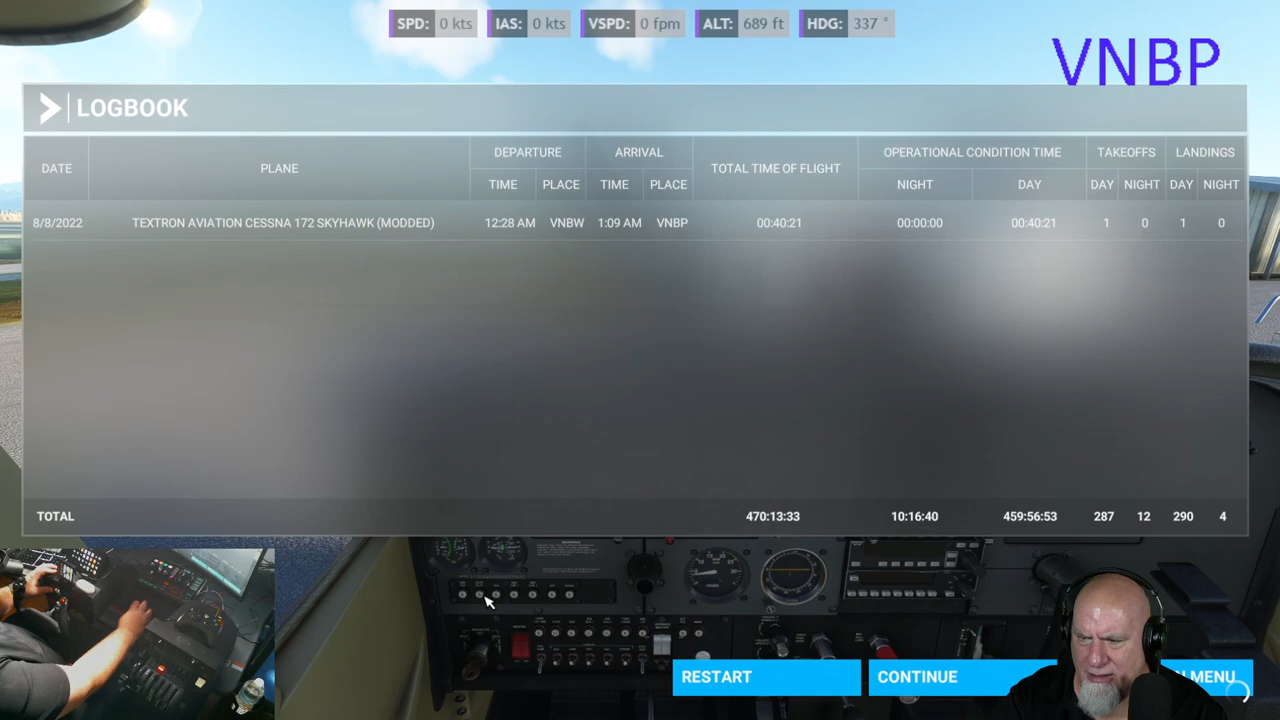 SPD: 0 kts IAS: 0 kts VSPD: 0 fpm ALT: 689 ft HDG: 337 °
VNBP
LOGBOOK
DATE PLANE DEPARTURE ARRIVAL TOTAL TIME OF FLIGHT OPERATIONAL CONDITION TIME TAKEOFFS LANDINGS
TIME PLACE TIME PLACE NIGHT DAY DAY NIGHT DAY NIGHT
8/8/2022 TEXTRON AVIATION CESSNA 172 SKYHAWK (MODDED) 12:28 AM VNBW 1:09 AM VNBP 00:40:21 00:00:00 00:40:21 1 0 1 0
TOTAL 470:13:33 10:16:40 459:56:53 287 12 290 4
RESTART CONTINUE MENU